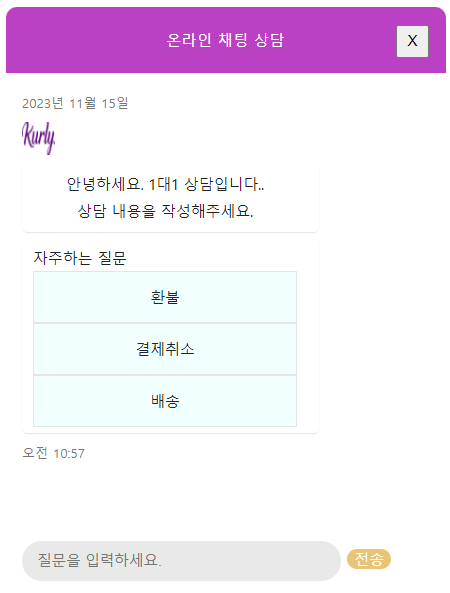 온라인 채팅 상담
X
2023년 11월 15일
Kurly.
안녕하세요. 1대1 상담입니다..
상담 내용을 작성해주세요.
자주하는 질문
환불
결제취소
배송
오전 10:57
질문을 입력하세요.
전송